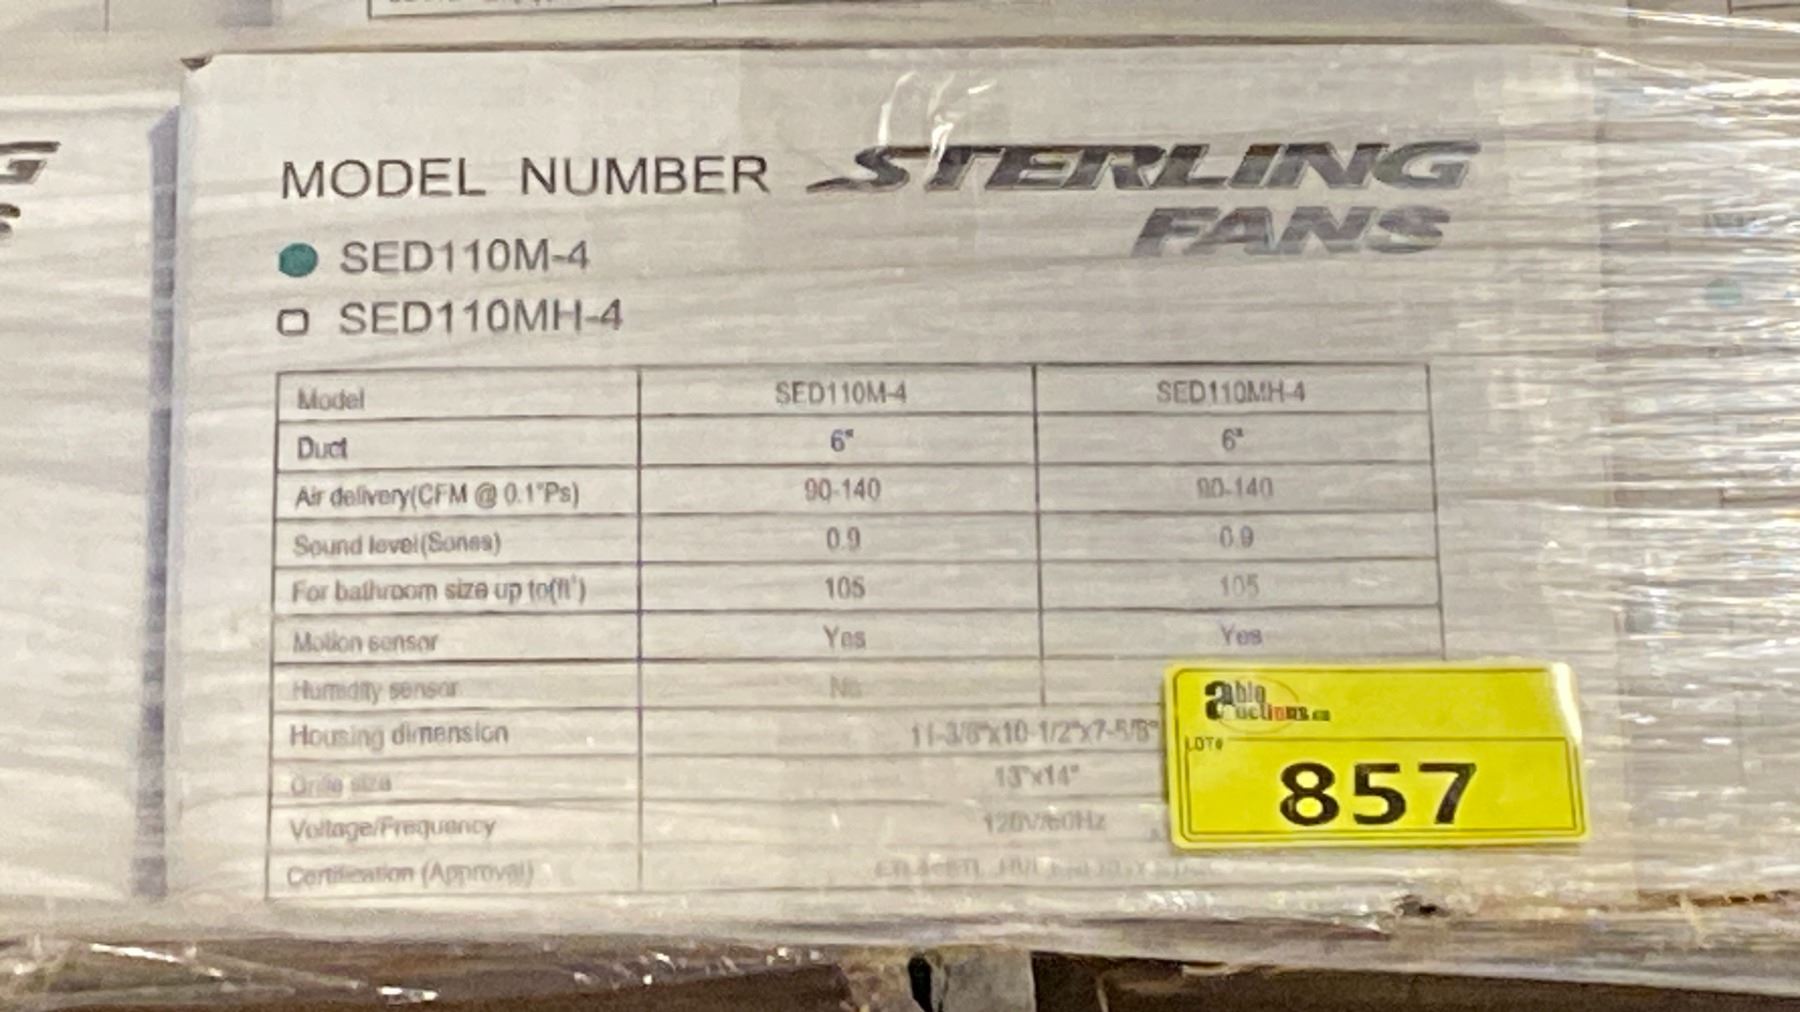 MODEL NUMBER STERLING FANS
SED110M-4
SED110MH-4
Model SED110M-4 SED110MH-4
Duct 6" 6"
Air delivery(CFM @ 0.1"Ps) 90-140 90-140
Sound level(Sones) 0.9 0.9
For bathroom size up to(ft²) 105 105
Motion sensor Yes Yes
Humidity sensor No
Housing dimension 11-3/8"x10-1/2"x7-5/8"
Grille size 13"x14"
Voltage/Frequency 120V/60Hz
Certification (Approval)
able auctions.ca
LOT#
857